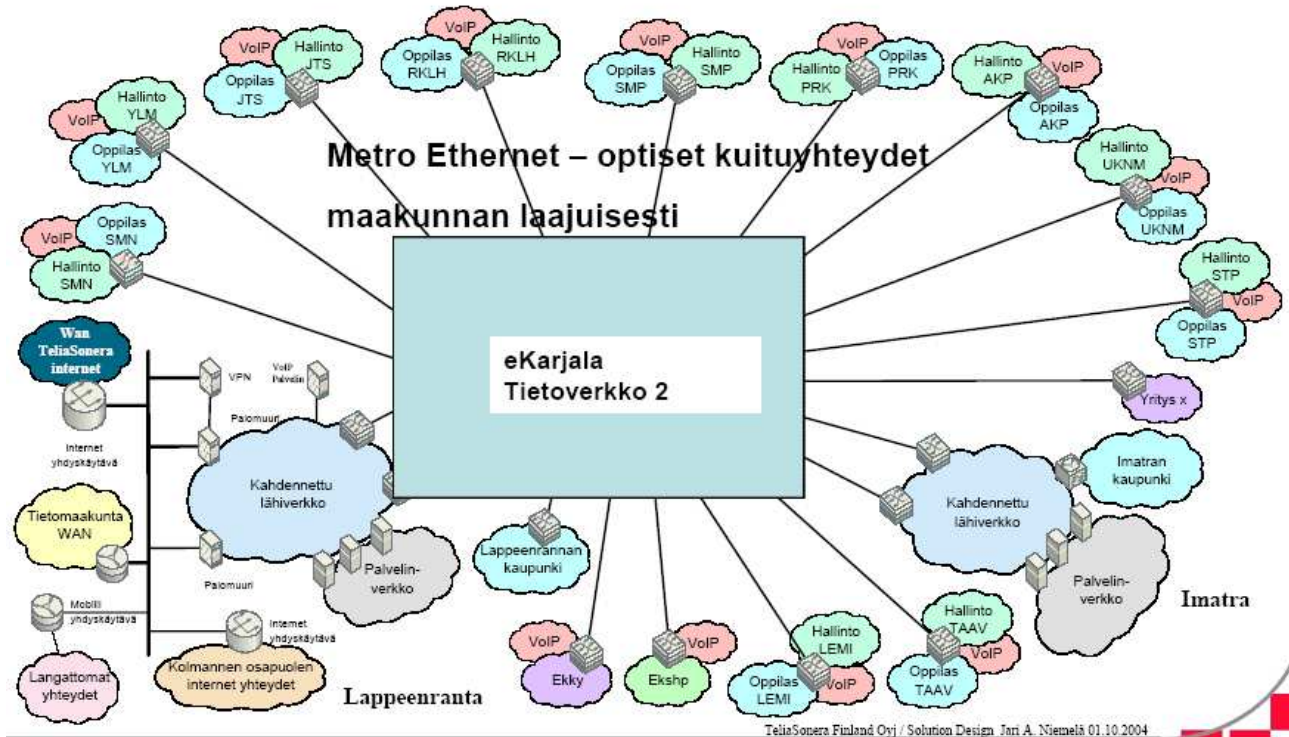 VoIP
Hallinto
JTS
Oppilas
JTS
VoIP
Hallinto
RKLH
Oppilas
RKLH
VoIP
Hallinto
SMP
Oppilas
SMP
VoIP
Oppilas
PRK
Hallinto
PRK
Hallinto
AKP
VoIP
Oppilas
AKP
Hallinto
YLM
VoIP
Oppilas
YLM
Metro Ethernet – optiset kuituyhteydet
maakunnan laajuisesti
Hallinto
UKNM
VoIP
Oppilas
UKNM
Oppilas
SMN
VoIP
Hallinto
SMN
Hallinto
STP
VoIP
Oppilas
STP
Wan
TeliaSonera
internet
VPN
VoIP
Palvelin
eKarjala
Tietoverkko 2
Yritys x
Palomuuri
Internet
yhdyskäytävä
Kahdennettu
lähiverkko
Kahdennettu
lähiverkko
Imatran
kaupunki
Tietomaakunta
WAN
Palomuuri
Palvelin-
verkko
Lappeenrannan
kaupunki
Palvelin-
verkko
Imatra
Mobiili
yhdyskäytävä
Internet
yhdyskäytävä
Langattomat
yhteydet
Kolmannen osapuolen
internet yhteydet
Lappeenranta
VoIP
Ekky
VoIP
Ekshp
Hallinto
LEMI
Oppilas
LEMI
VoIP
Hallinto
TAAV
VoIP
Oppilas
TAAV
TeliaSonera Finland Oyj / Solution Design Jari A. Niemelä 01.10.2004